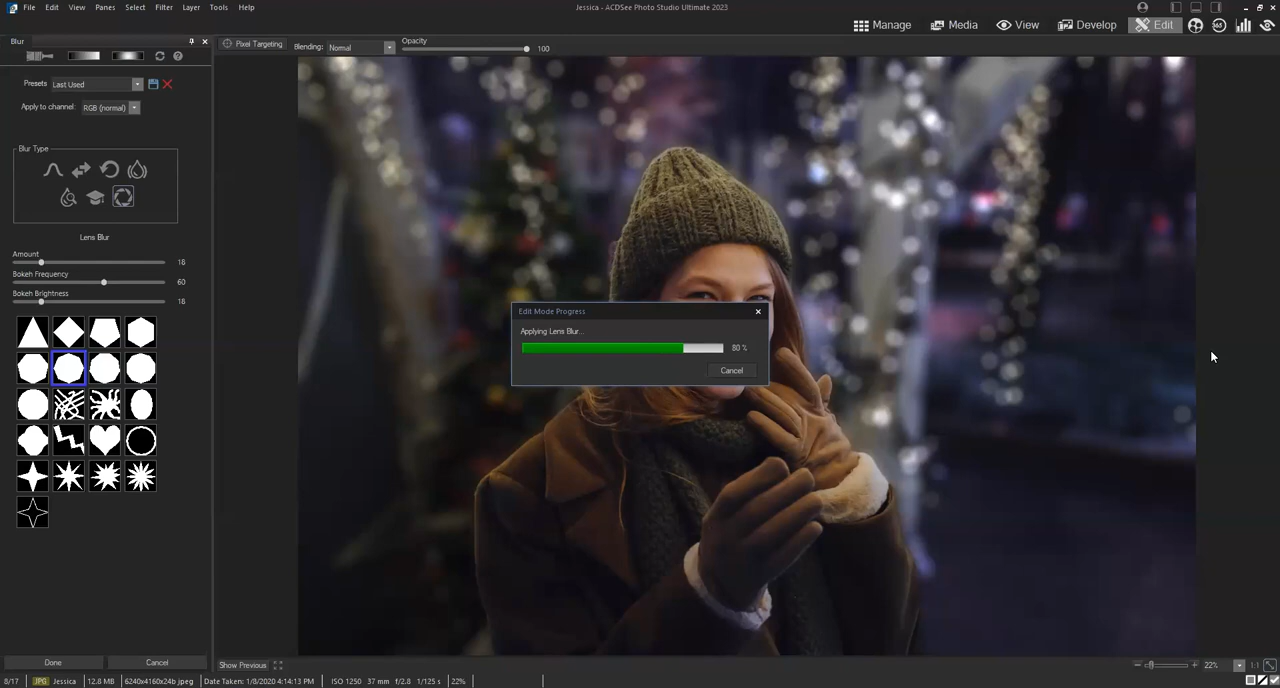 File Edit View Panes Select Filter Layer Tools Help
Jessica - ACDSee Photo Studio Ultimate 2023
Manage Media View Develop Edit 365
Blur
Pixel Targeting Blending: Normal Opacity 100
Presets Last Used
Apply to channel: RGB (normal)
Blur Type
Lens Blur
Amount 18
Bokeh Frequency 60
Bokeh Brightness 18
Edit Mode Progress
Applying Lens Blur...
80 %
Cancel
Done Cancel
Show Previous 22% 1:1
8/17 JPG Jessica 12.8 MB 6240x4160x24b jpeg Date Taken: 1/8/2020 4:14:13 PM ISO 1250 37 mm f/2.8 1/125 s 22%